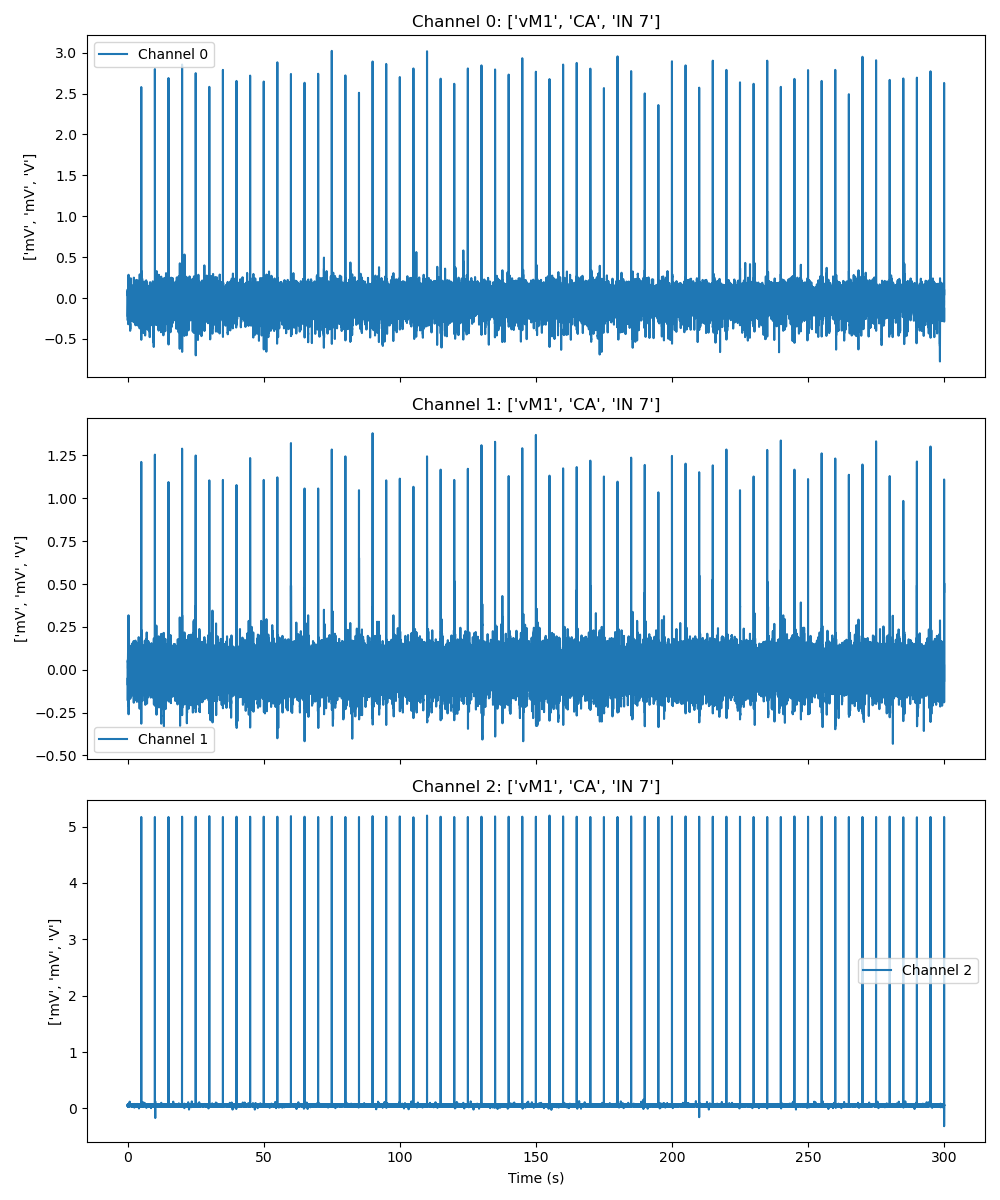 Channel 0: ['vM1', 'CA', 'IN 7']
Channel 0
3.0
2.5
2.0
1.5
1.0
0.5
0.0
−0.5
['mV', 'mV', 'V']
Channel 1: ['vM1', 'CA', 'IN 7']
1.25
1.00
0.75
0.50
0.25
0.00
−0.25
−0.50
['mV', 'mV', 'V']
Channel 1
Channel 2: ['vM1', 'CA', 'IN 7']
5
4
3
2
1
0
['mV', 'mV', 'V']
Channel 2
0 50 100 150 200 250 300
Time (s)